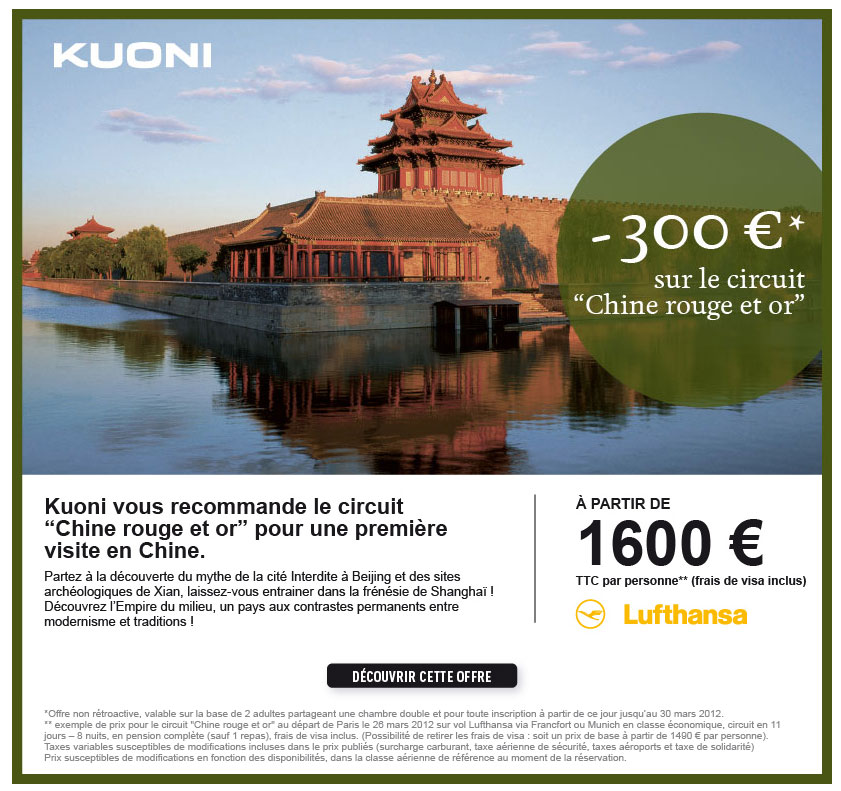 KUONI
- 300 €*
sur le circuit
“Chine rouge et or”
Kuoni vous recommande le circuit
“Chine rouge et or” pour une première
visite en Chine.
Partez à la découverte du mythe de la cité Interdite à Beijing et des sites
archéologiques de Xian, laissez-vous entrainer dans la frénésie de Shanghaï !
Découvrez l’Empire du milieu, un pays aux contrastes permanents entre
modernisme et traditions !
À PARTIR DE
1600 €
TTC par personne** (frais de visa inclus)
Lufthansa
DÉCOUVRIR CETTE OFFRE
*Offre non rétroactive, valable sur la base de 2 adultes partageant une chambre double et pour toute inscription à partir de ce jour jusqu'au 30 mars 2012.
** exemple de prix pour le circuit "Chine rouge et or" au départ de Paris le 26 mars 2012 sur vol Lufthansa via Francfort ou Munich en classe économique, circuit en 11
jours – 8 nuits, en pension complète (sauf 1 repas), frais de visa inclus. (Possibilité de retirer les frais de visa : soit un prix de base à partir de 1490 € par personne).
Taxes variables susceptibles de modifications incluses dans le prix publiés (surcharge carburant, taxe aérienne de sécurité, taxes aéroports et taxe de solidarité)
Prix susceptibles de modifications en fonction des disponibilités, dans la classe aérienne de référence au moment de la réservation.